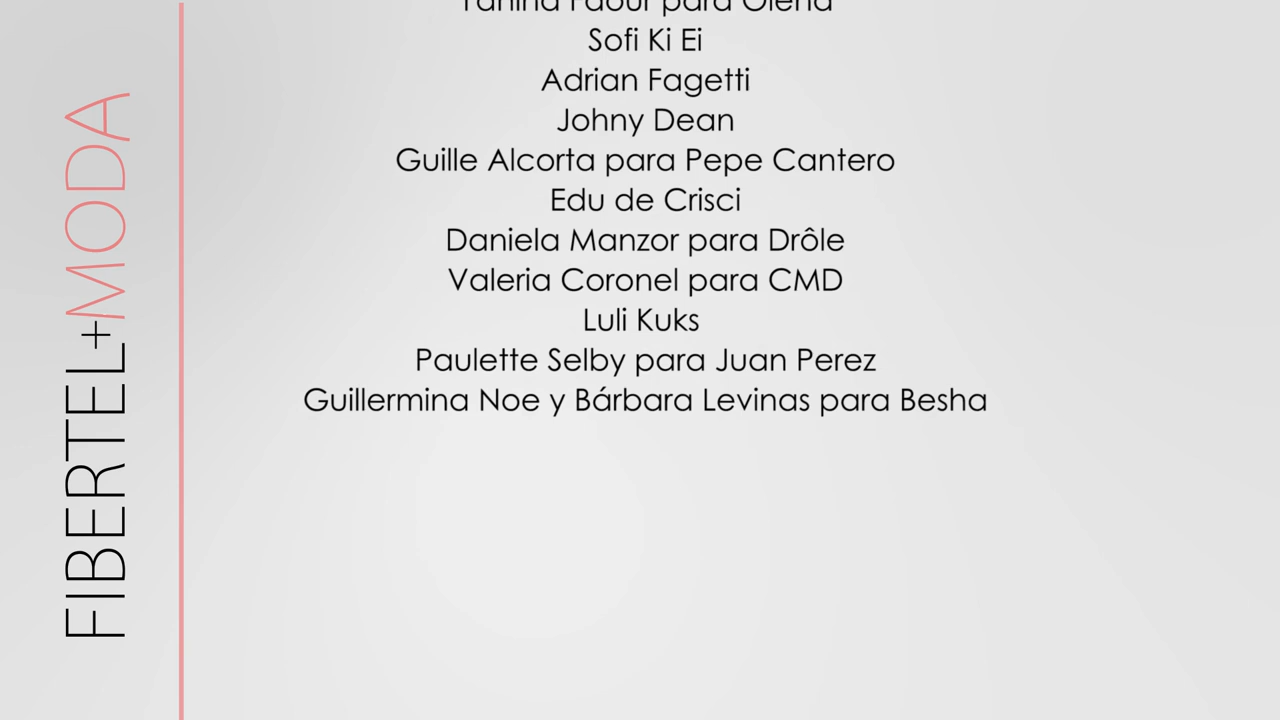 FIBERTEL+MODA
para
Sofi Ki Ei
Adrian Fagetti
Johny Dean
Guille Alcorta para Pepe Cantero
Edu de Crisci
Daniela Manzor para Drôle
Valeria Coronel para CMD
Luli Kuks
Paulette Selby para Juan Perez
Guillermina Noe y Bárbara Levinas para Besha